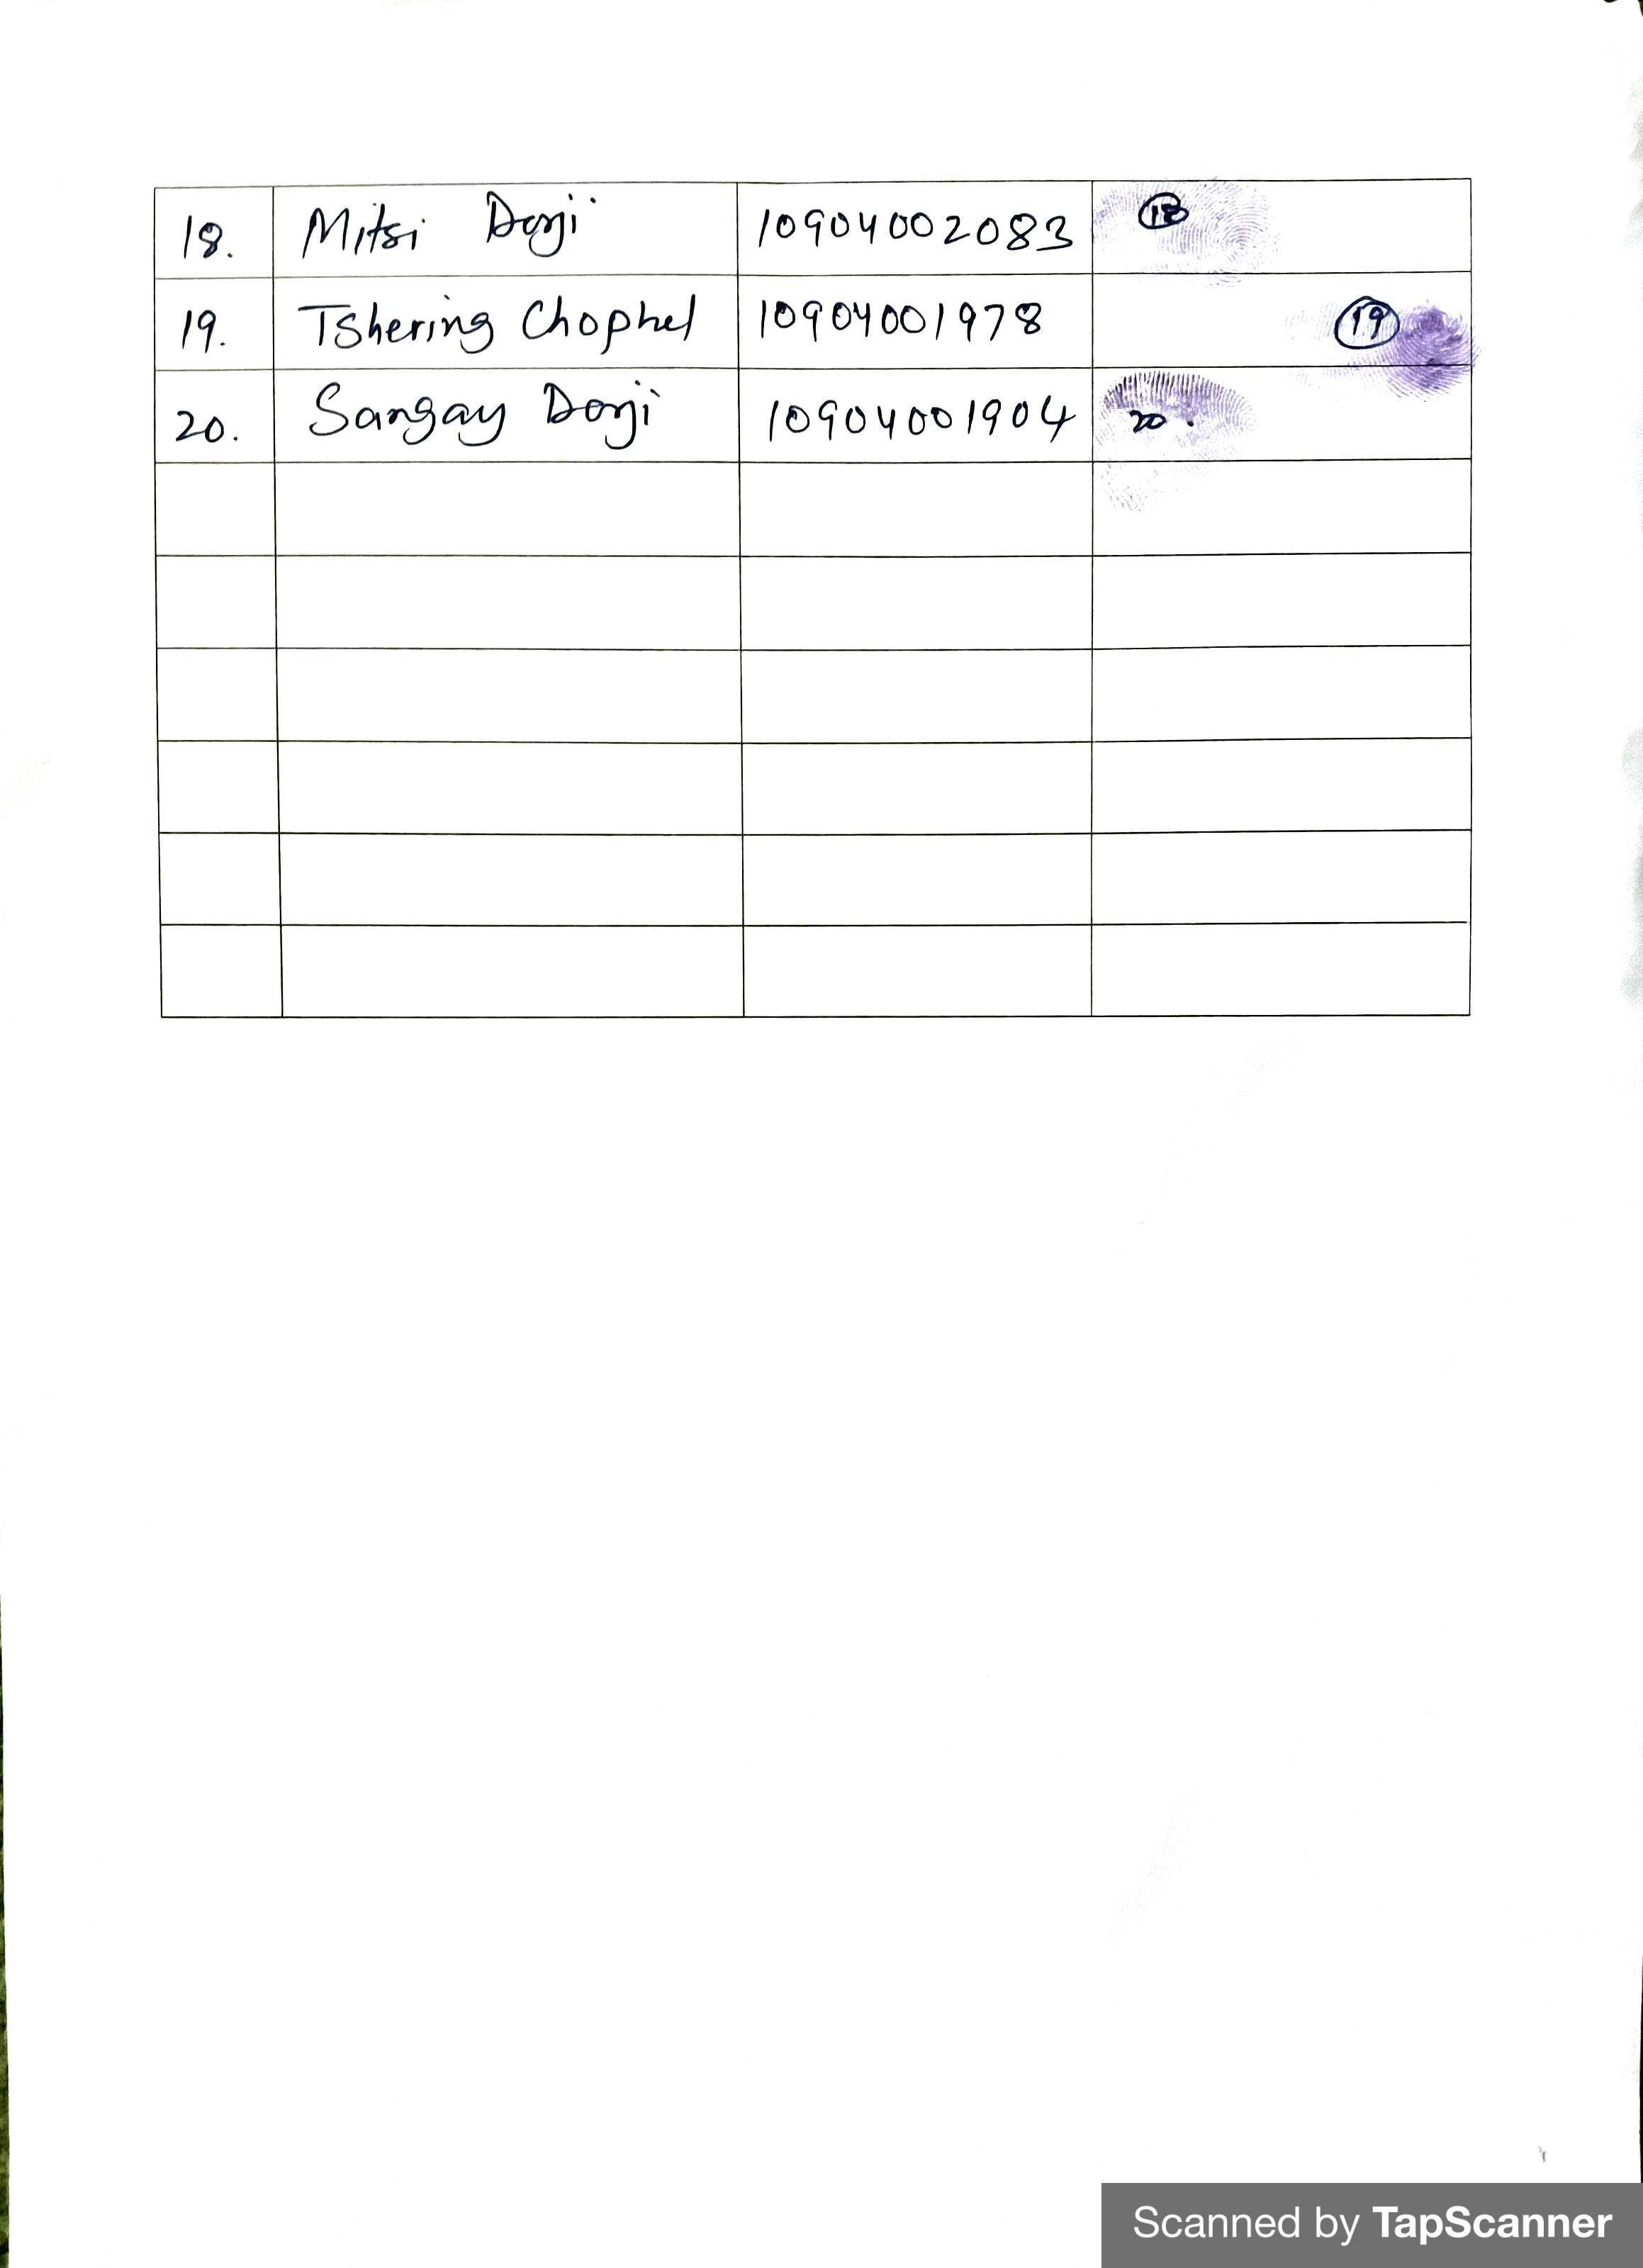 18. Mitsi Dorji 10904002083 18
19. Tshering Chophel 10904001978 19
20. Sangay Dorji 10904001904 20.
Scanned by TapScanner